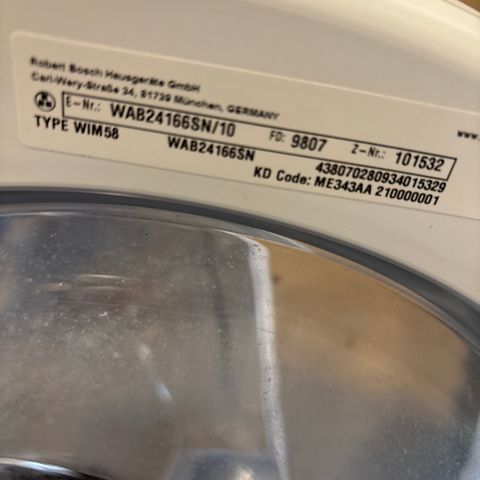 Robert Bosch Hausgeräte GmbH
Carl-Wery-Straße 34, 81739 München, GERMANY
www.
E-Nr.: WAB24166SN/10 FD: 9807 Z-Nr.: 101532
TYPE WIM58 WAB24166SN 438070280934015329
KD Code: ME343AA 210000001